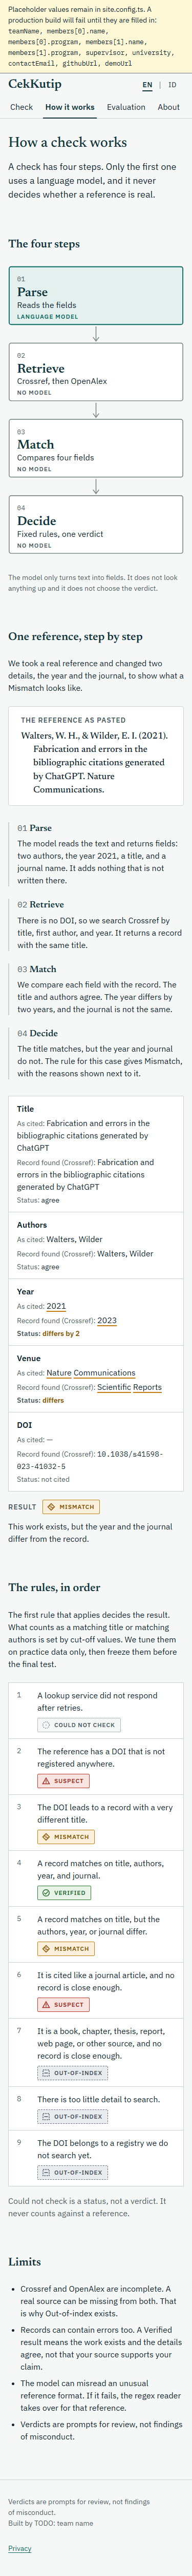 Placeholder values remain in site.config.ts. A
production build will fail until they are filled in:
teamName, members[0].name,
members[0].program, members[1].name,
members[1].program, supervisor, university,
contactEmail, githubUrl, demoUrl
CekKutip
EN | ID
Check How it works Evaluation About
How a check works
A check has four steps. Only the first one
uses a language model, and it never
decides whether a reference is real.
The four steps
01
Parse
Reads the fields
LANGUAGE MODEL
02
Retrieve
Crossref, then OpenAlex
NO MODEL
03
Match
Compares four fields
NO MODEL
04
Decide
Fixed rules, one verdict
NO MODEL
The model only turns text into fields. It does not look
anything up and it does not choose the verdict.
One reference, step by step
We took a real reference and changed two
details, the year and the journal, to show what a
Mismatch looks like.
THE REFERENCE AS PASTED
Walters, W. H., & Wilder, E. I. (2021).
Fabrication and errors in the
bibliographic citations generated
by ChatGPT. Nature
Communications.
01 Parse
The model reads the text and returns fields:
two authors, the year 2021, a title, and a
journal name. It adds nothing that is not
written there.
02 Retrieve
There is no DOI, so we search Crossref by
title, first author, and year. It returns a record
with the same title.
03 Match
We compare each field with the record. The
title and authors agree. The year differs by
two years, and the journal is not the same.
04 Decide
The title matches, but the year and journal
do not. The rule for this case gives Mismatch,
with the reasons shown next to it.
Title
As cited: Fabrication and errors in the
bibliographic citations generated by
ChatGPT
Record found (Crossref): Fabrication and
errors in the bibliographic citations
generated by ChatGPT
Status: agree
Authors
As cited: Walters, Wilder
Record found (Crossref): Walters, Wilder
Status: agree
Year
As cited: 2021
Record found (Crossref): 2023
Status: differs by 2
Venue
As cited: Nature Communications
Record found (Crossref): Scientific Reports
Status: differs
DOI
As cited: —
Record found (Crossref): 10.1038/s41598-
023-41032-5
Status: not cited
RESULT MISMATCH
This work exists, but the year and the journal
differ from the record.
The rules, in order
The first rule that applies decides the result.
What counts as a matching title or matching
authors is set by cut-off values. We tune them
on practice data only, then freeze them before
the final test.
1 A lookup service did not respond
after retries.
COULD NOT CHECK
2 The reference has a DOI that is not
registered anywhere.
SUSPECT
3 The DOI leads to a record with a very
different title.
MISMATCH
4 A record matches on title, authors,
year, and journal.
VERIFIED
5 A record matches on title, but the
authors, year, or journal differ.
MISMATCH
6 It is cited like a journal article, and no
record is close enough.
SUSPECT
7 It is a book, chapter, thesis, report,
web page, or other source, and no
record is close enough.
OUT-OF-INDEX
8 There is too little detail to search.
OUT-OF-INDEX
9 The DOI belongs to a registry we do
not search yet.
OUT-OF-INDEX
Could not check is a status, not a verdict. It
never counts against a reference.
Limits
• Crossref and OpenAlex are incomplete. A
real source can be missing from both. That
is why Out-of-index exists.
• Records can contain errors too. A Verified
result means the work exists and the details
agree, not that your source supports your
claim.
• The model can misread an unusual
reference format. If it fails, the regex reader
takes over for that reference.
• Verdicts are prompts for review, not findings
of misconduct.
Verdicts are prompts for review, not findings
of misconduct.
Built by TODO: team name
Privacy